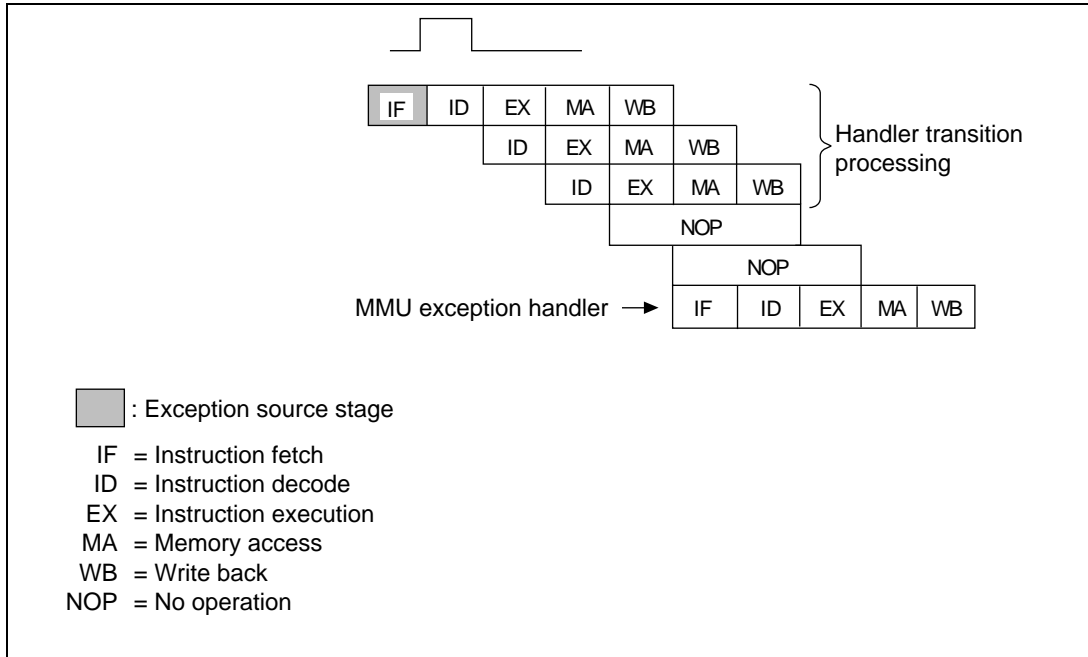 IF ID EX MA WB
ID EX MA WB
Handler transition
processing
ID EX MA WB
NOP
NOP
MMU exception handler
IF ID EX MA WB
: Exception source stage
IF = Instruction fetch
ID = Instruction decode
EX = Instruction execution
MA = Memory access
WB = Write back
NOP = No operation